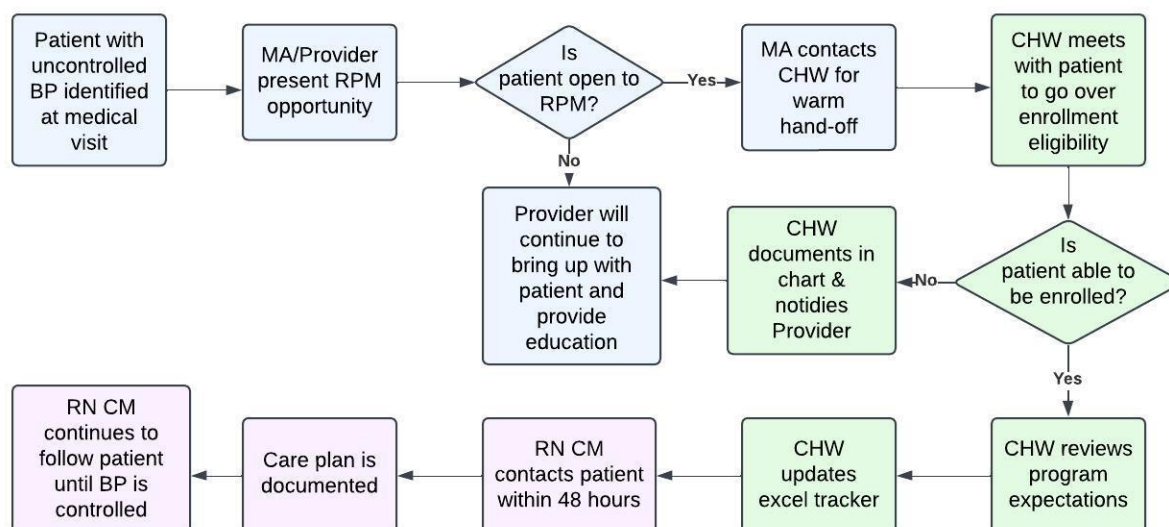 Patient with
uncontrolled
BP identified
at medical
visit
MA/Provider
present RPM
opportunity
Is
patient open to
RPM?
Yes
MA contacts
CHW for
warm
hand-off
CHW meets
with patient
to go over
enrollment
eligibility
No
Provider will
continue to
bring up with
patient and
provide
education
CHW
documents in
chart &
notidies
Provider
No
Is
patient able to
be enrolled?
Yes
RN CM
continues to
follow patient
until BP is
controlled
Care plan is
documented
RN CM
contacts patient
within 48 hours
CHW
updates
excel tracker
CHW reviews
program
expectations